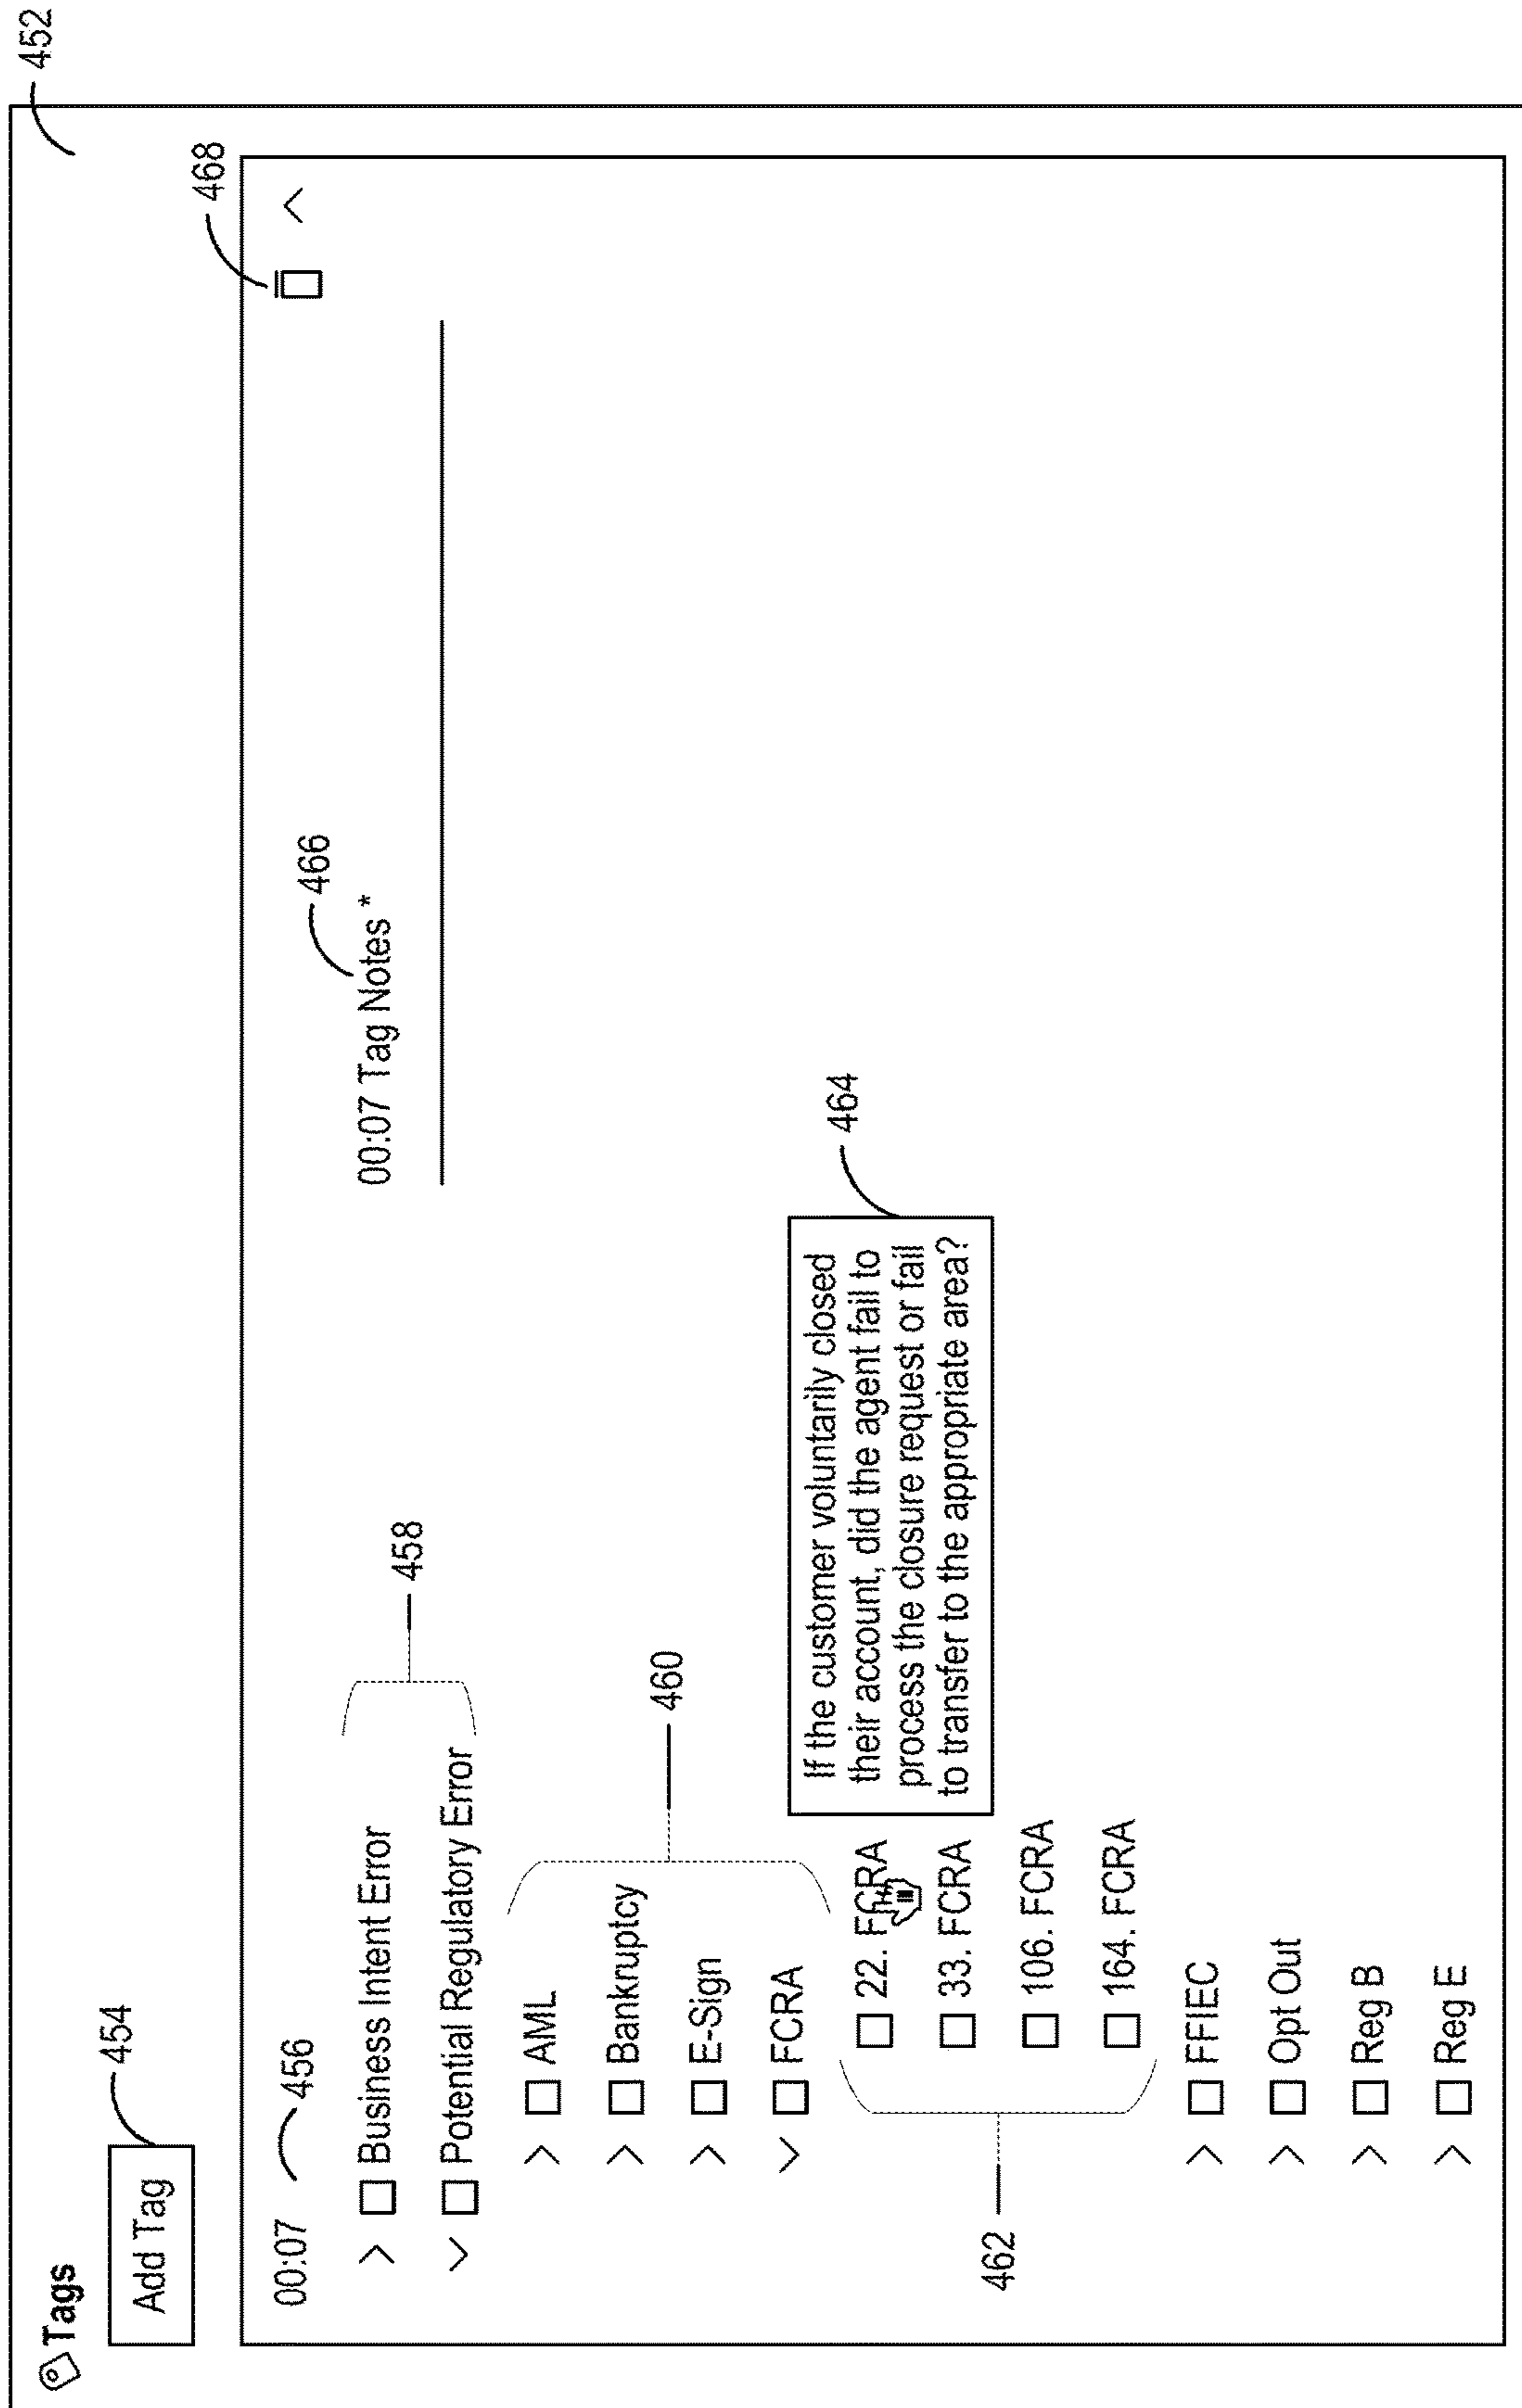 452
Tags
454
Add Tag
468
00:07
456
466
> Business Intent Error
00:07 Tag Notes *
458
Potential Regulatory Error
> AML
> Bankruptcy
460
> E-Sign
FCRA
464
If the customer voluntarily closed
their account, did the agent fail to
process the closure request or fail
to transfer to the appropriate area?
22. FCRA
33. FCRA
462
106. FCRA
164. FCRA
> FFIEC
> Opt Out
> Reg B
> Reg E